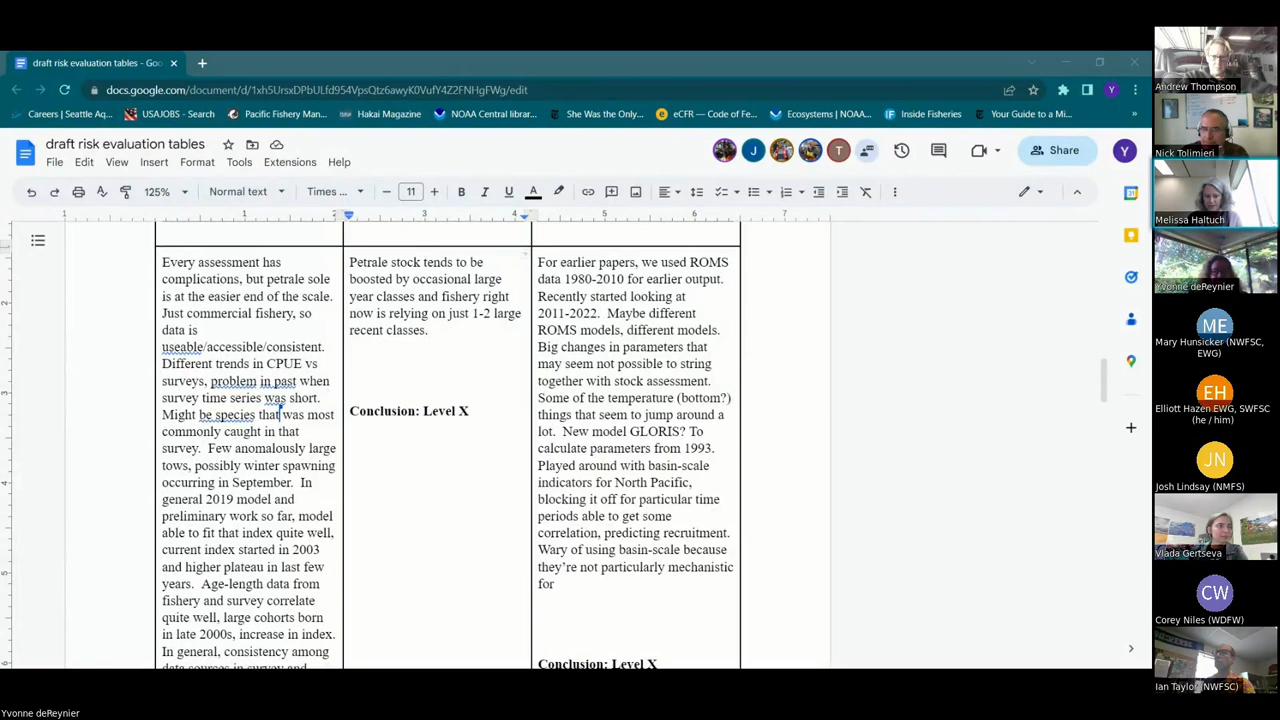 draft risk evaluation tables - Goo
docs.google.com/document/d/1xh5UrsxDPbULfd954VpsQtz6awyK0VufY4Z2FNHgFWg/edit
Careers | Seattle Aq...
USAJOBS - Search
Pacific Fishery Man...
Hakai Magazine
NOAA Central librar...
She Was the Only...
eCFR — Code of Fe...
Ecosystems | NOAA...
Inside Fisheries
Your Guide to a Mi...
draft risk evaluation tables
File Edit View Insert Format Tools Extensions Help
J
T
Share
Y
125% Normal text Times ... 11 B I U A
1 1 2 3 4 5 6 7
Every assessment has
complications, but petrale sole
is at the easier end of the scale.
Just commercial fishery, so
data is
useable/accessible/consistent.
Different trends in CPUE vs
surveys, problem in past when
survey time series was short.
Might be species that was most
commonly caught in that
survey. Few anomalously large
tows, possibly winter spawning
occurring in September. In
general 2019 model and
preliminary work so far, model
able to fit that index quite well,
current index started in 2003
and higher plateau in last few
years. Age-length data from
fishery and survey correlate
quite well, large cohorts born
in late 2000s, increase in index.
In general, consistency among
data sources in survey and
Petrale stock tends to be
boosted by occasional large
year classes and fishery right
now is relying on just 1-2 large
recent classes.
Conclusion: Level X
For earlier papers, we used ROMS
data 1980-2010 for earlier output.
Recently started looking at
2011-2022. Maybe different
ROMS models, different models.
Big changes in parameters that
may seem not possible to string
together with stock assessment.
Some of the temperature (bottom?)
things that seem to jump around a
lot. New model GLORIS? To
calculate parameters from 1993.
Played around with basin-scale
indicators for North Pacific,
blocking it off for particular time
periods able to get some
correlation, predicting recruitment.
Wary of using basin-scale because
they're not particularly mechanistic
for
Conclusion: Level X
Andrew Thompson
Nick Tolimieri
Melissa Haltuch
Yvonne deReynier
ME
Mary Hunsicker (NWFSC,
EWG)
EH
Elliott Hazen EWG, SWFSC
(he / him)
JN
Josh Lindsay (NMFS)
Vlada Gertseva
CW
Corey Niles (WDFW)
Ian Taylor (NWFSC)
Yvonne deReynier